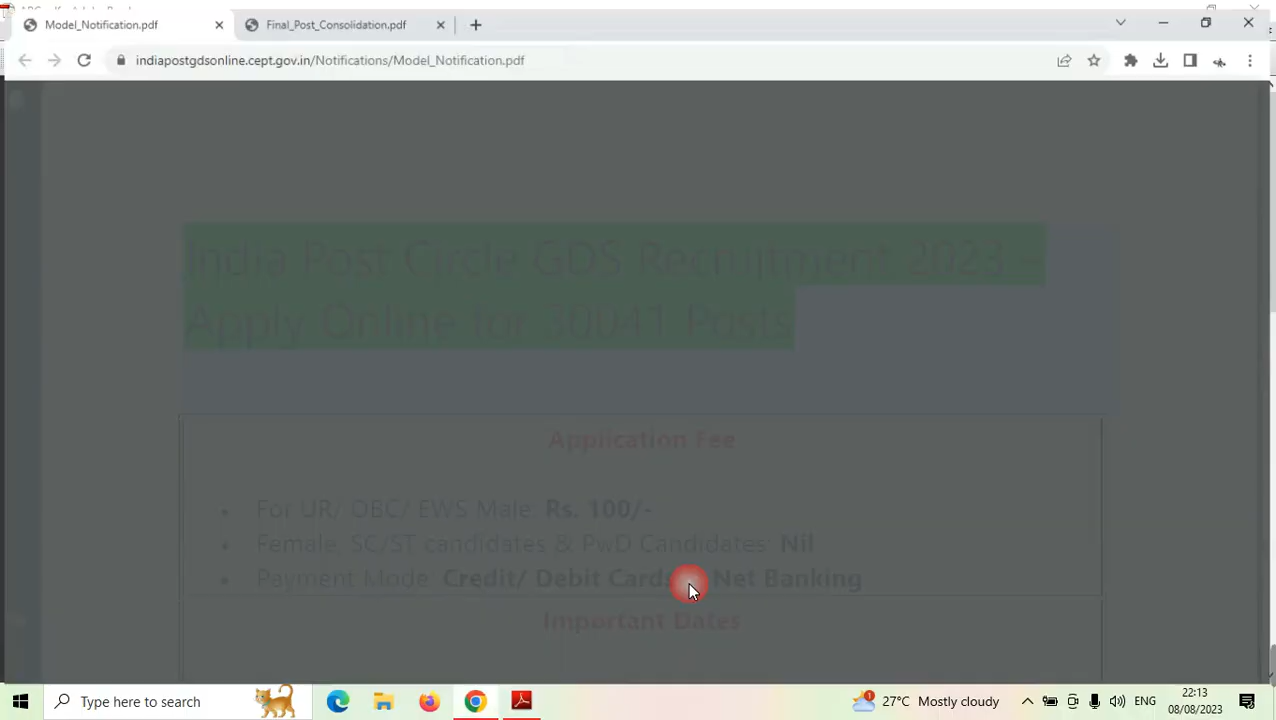 Model_Notification.pdf
Final_Post_Consolidation.pdf
indiapostgdsonline.cept.gov.in/Notifications/Model_Notification.pdf
India Post Circle GDS Recruitment 2023 –
Apply Online for 30041 Posts
Application Fee
For UR/ OBC/ EWS Male: Rs. 100/-
Female, SC/ST candidates & PwD Candidates: Nil
Payment Mode: Credit/ Debit Cards Net Banking
Important Dates
Type here to search
1
27°C Mostly cloudy
ENG
22:13
08/08/2023